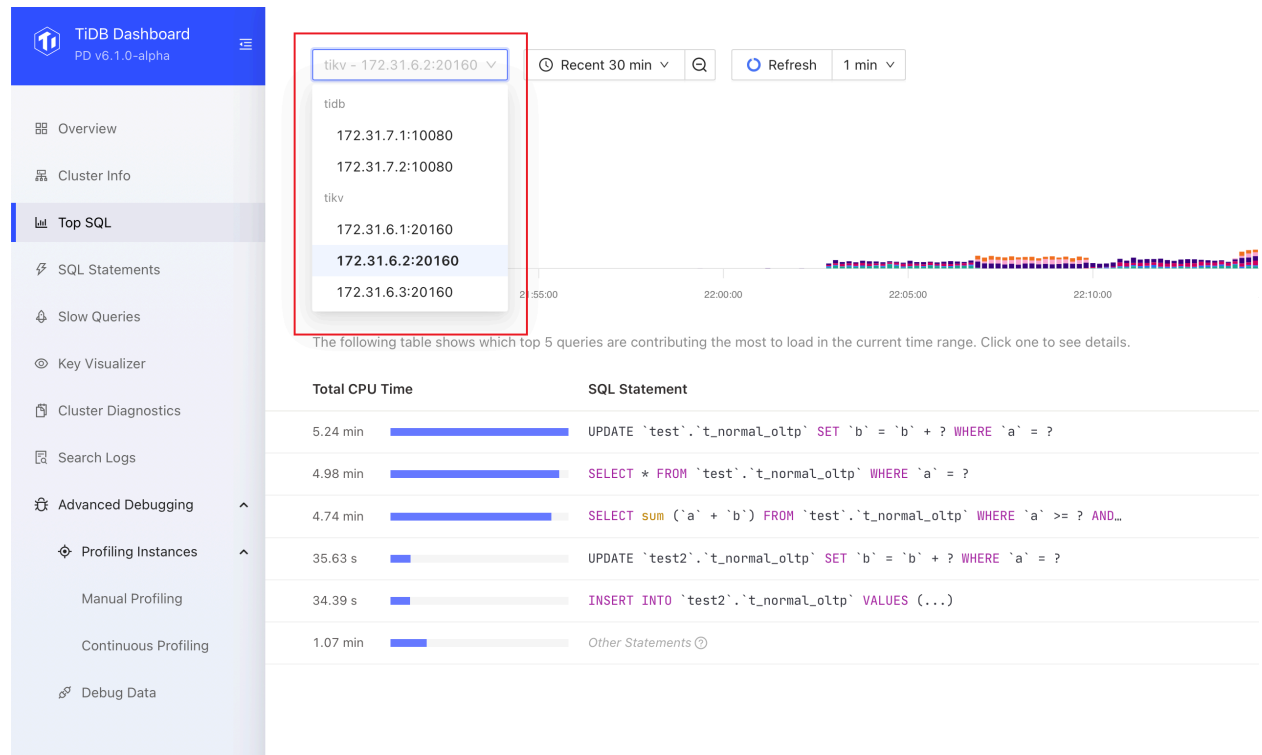 TiDB Dashboard
PD v6.1.0-alpha
Overview
Cluster Info
Top SQL
SQL Statements
Slow Queries
Key Visualizer
Cluster Diagnostics
Search Logs
Advanced Debugging
Profiling Instances
Manual Profiling
Continuous Profiling
Debug Data
tikv - 172.31.6.2:20160
Recent 30 min
Refresh
1 min
tidb
172.31.7.1:10080
172.31.7.2:10080
tikv
172.31.6.1:20160
172.31.6.2:20160
172.31.6.3:20160
21:55:00 22:00:00 22:05:00 22:10:00
The following table shows which top 5 queries are contributing the most to load in the current time range. Click one to see details.
Total CPU Time SQL Statement
5.24 min UPDATE `test`.`t_normal_oltp` SET `b` = `b` + ? WHERE `a` = ?
4.98 min SELECT * FROM `test`.`t_normal_oltp` WHERE `a` = ?
4.74 min SELECT sum (`a` + `b`) FROM `test`.`t_normal_oltp` WHERE `a` >= ? AND…
35.63 s UPDATE `test2`.`t_normal_oltp` SET `b` = `b` + ? WHERE `a` = ?
34.39 s INSERT INTO `test2`.`t_normal_oltp` VALUES (...)
1.07 min Other Statements